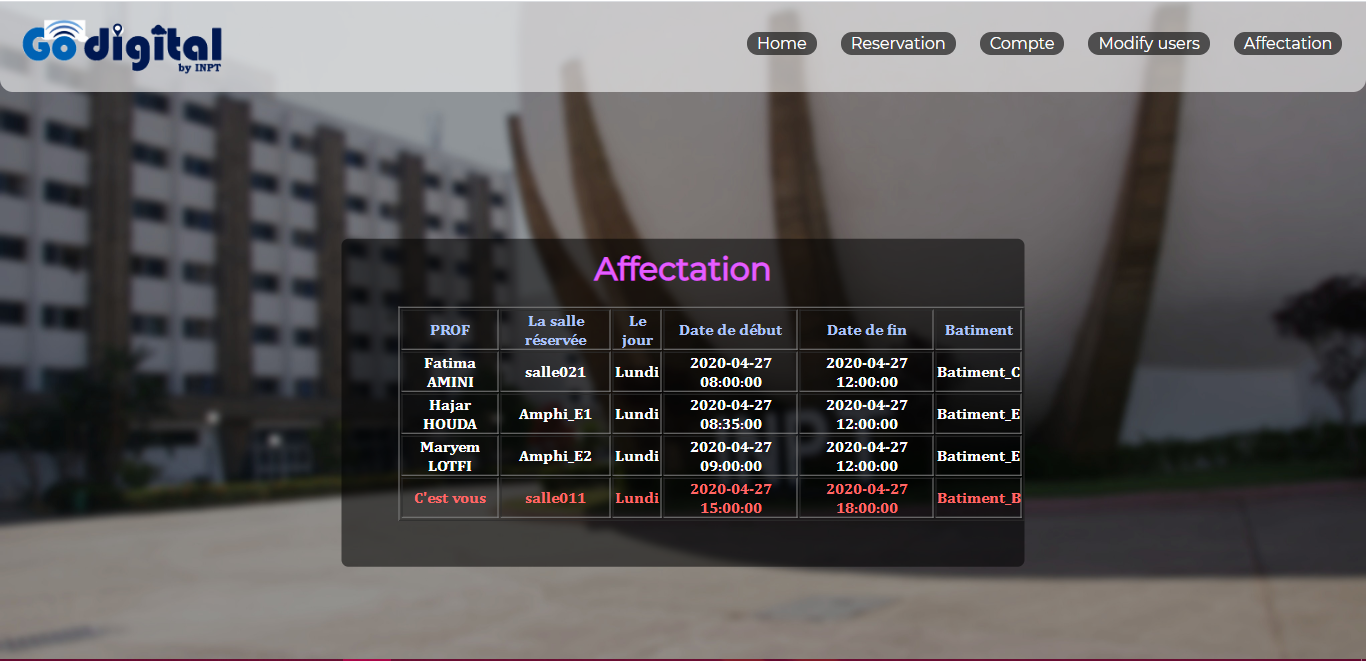 Go digital
by INPT
Home Reservation Compte Modify users Affectation
Affectation
PROF La salle réservée Le jour Date de début Date de fin Batiment
Fatima AMINI salle021 Lundi 2020-04-27 08:00:00 2020-04-27 12:00:00 Batiment_C
Hajar HOUDA Amphi_E1 Lundi 2020-04-27 08:35:00 2020-04-27 12:00:00 Batiment_E
Maryem LOTFI Amphi_E2 Lundi 2020-04-27 09:00:00 2020-04-27 12:00:00 Batiment_E
C'est vous salle011 Lundi 2020-04-27 15:00:00 2020-04-27 18:00:00 Batiment_B